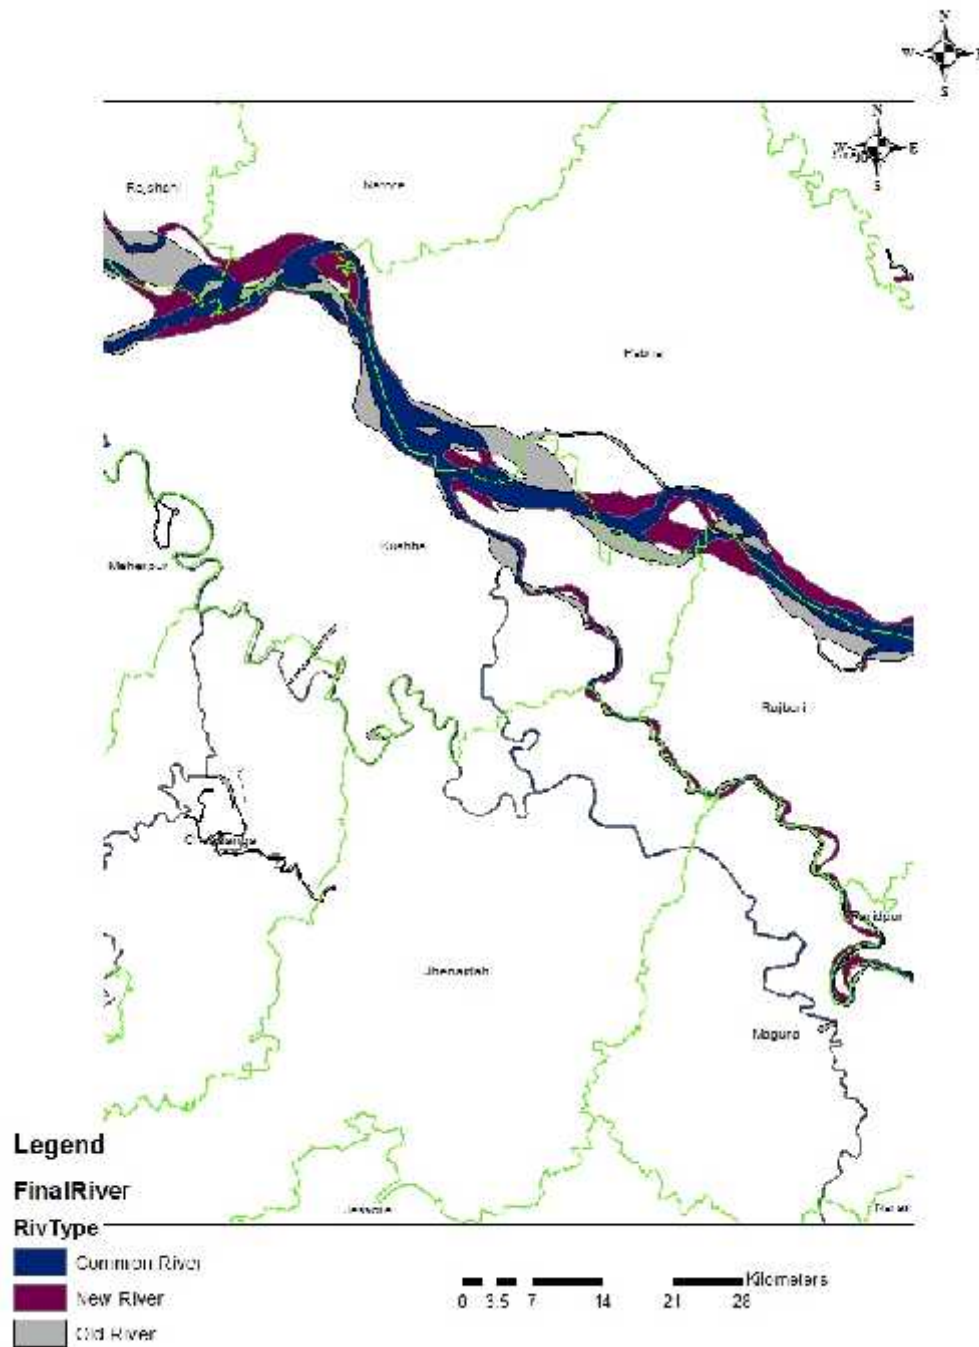 N
W
S
N
W E
S
Rajshahi
Natore
Pabna
Kushtia
Meherpur
Rajbari
Faridpur
Jhenaidah
Magura
Jessore
Legend
FinalRiver
RivType
Common River
New River
Old River
Kilometers
0 3.5 7 14 21 28